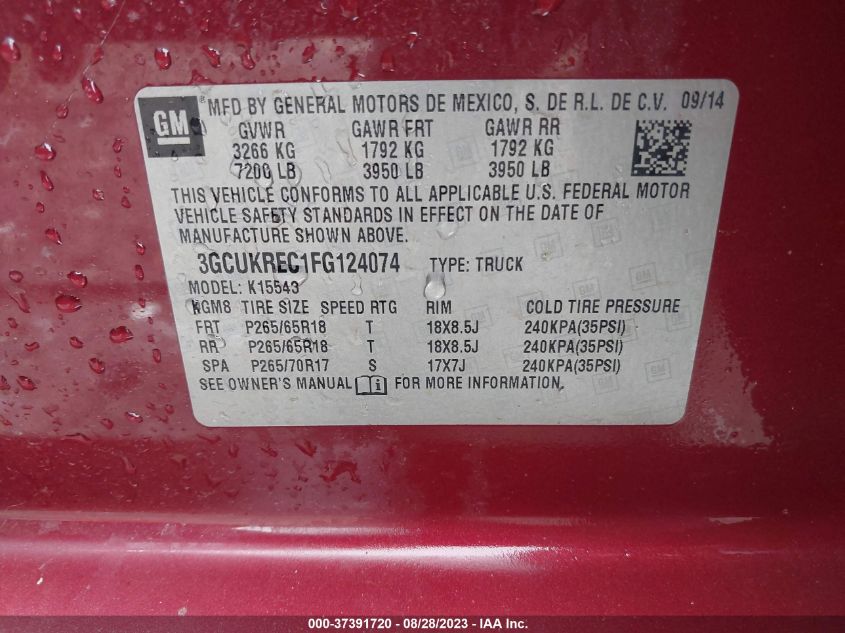 GM ® MFD BY GENERAL MOTORS DE MEXICO, S. DE R.L. DE C.V. 09/14
GVWR GAWR FRT GAWR RR
3266 KG 1792 KG 1792 KG
7200 LB 3950 LB 3950 LB
THIS VEHICLE CONFORMS TO ALL APPLICABLE U.S. FEDERAL MOTOR
VEHICLE SAFETY STANDARDS IN EFFECT ON THE DATE OF
MANUFACTURE SHOWN ABOVE.
3GCUKREC1FG124074 TYPE: TRUCK
MODEL: K15543
KGM8 TIRE SIZE SPEED RTG RIM COLD TIRE PRESSURE
FRT P265/65R18 T 18X8.5J 240KPA(35PSI)
RR P265/65R18 T 18X8.5J 240KPA(35PSI)
SPA P265/70R17 S 17X7J 240KPA(35PSI)
SEE OWNER'S MANUAL FOR MORE INFORMATION.
000-37391720 — 08/28/2023 - IAA Inc.